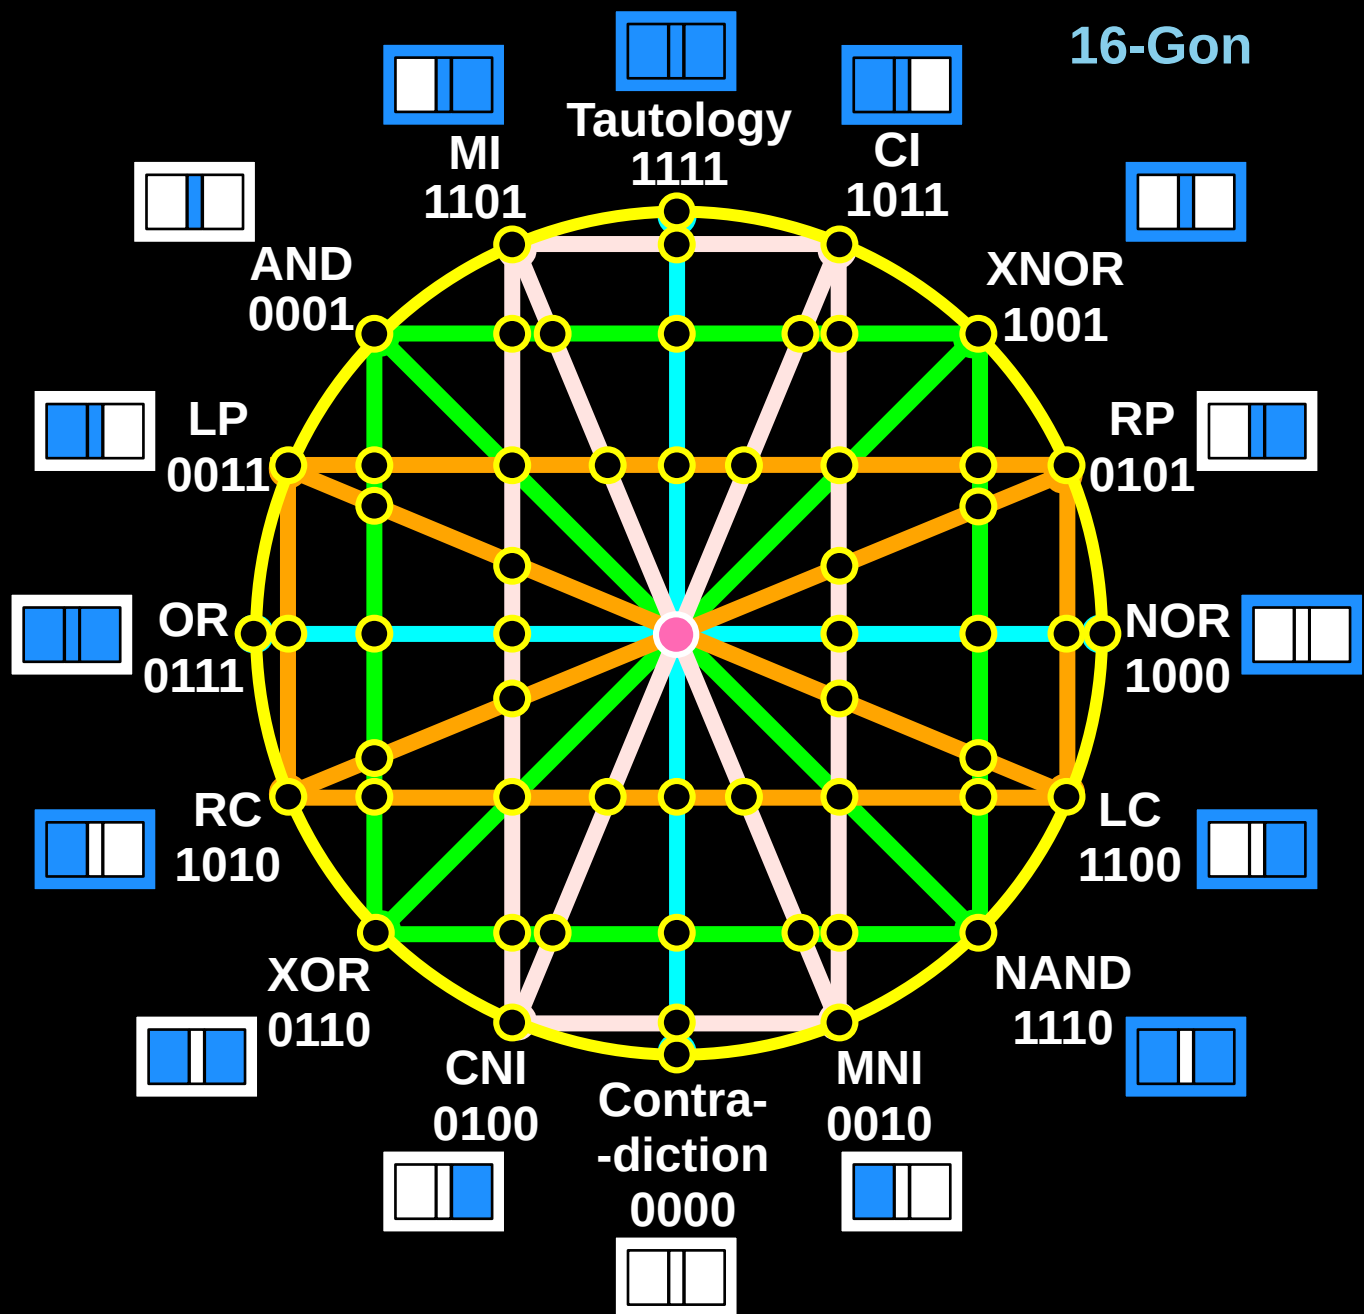 16-Gon
Tautology
1111
MI
1101
CI
1011
AND
0001
XNOR
1001
LP
0011
RP
0101
OR
0111
NOR
1000
RC
1010
LC
1100
XOR
0110
NAND
1110
CNI
0100
Contra-
-diction
0000
MNI
0010